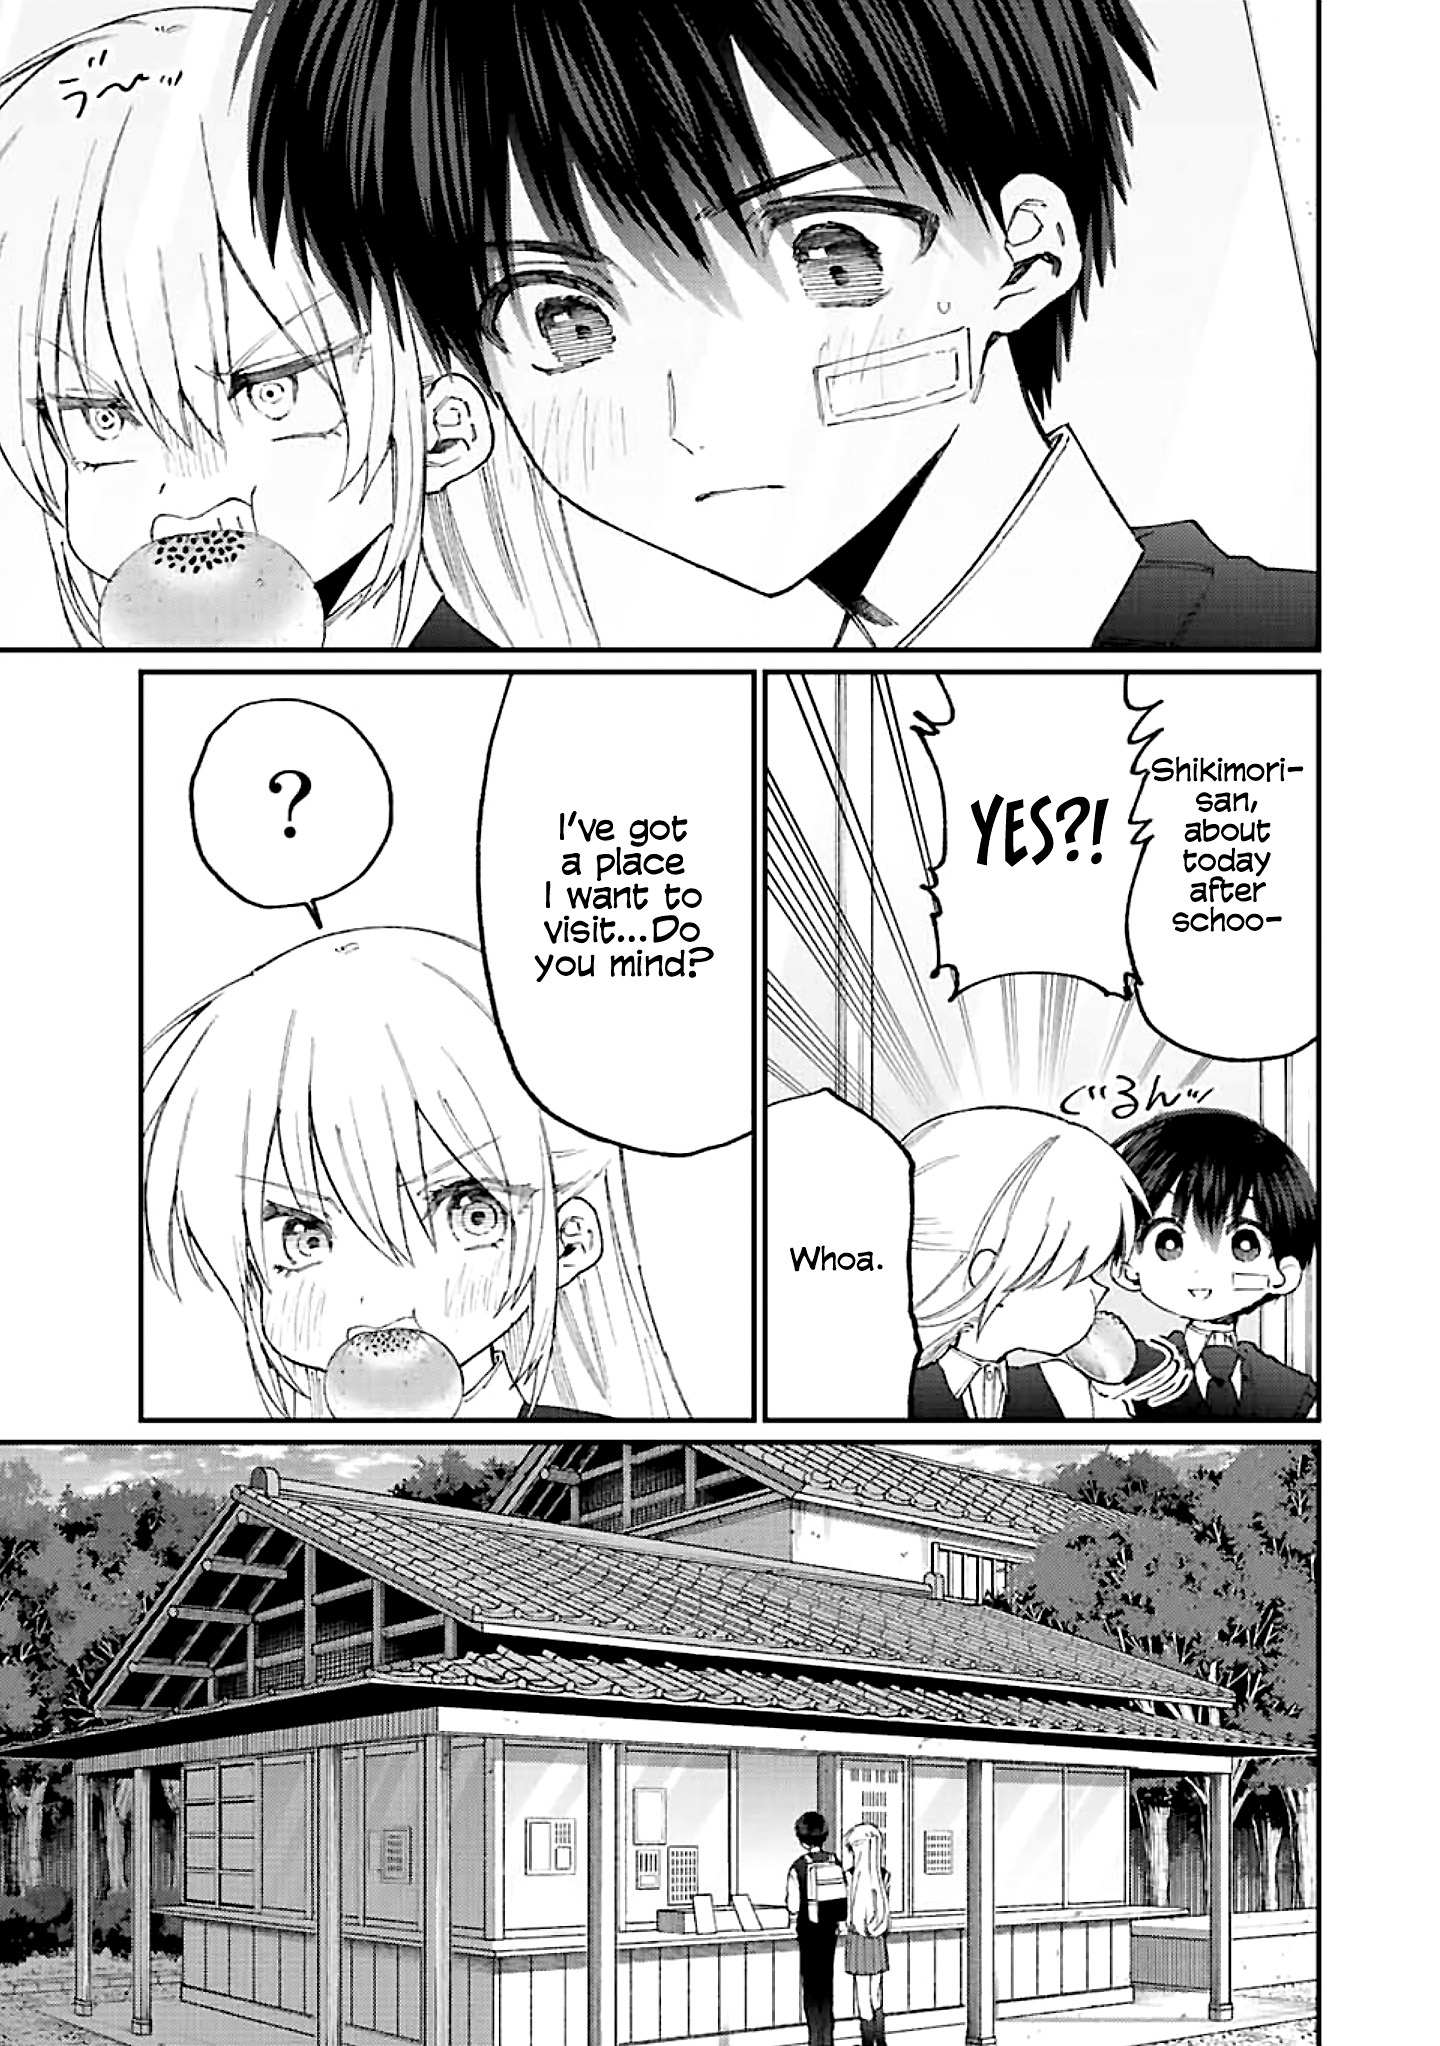 ヴ〜
Shikimori-
san,
about
today
after
schoo-
YES?!
ぐるんッ
Whoa.
I've got
a place
I want to
visit...Do
you mind?
?